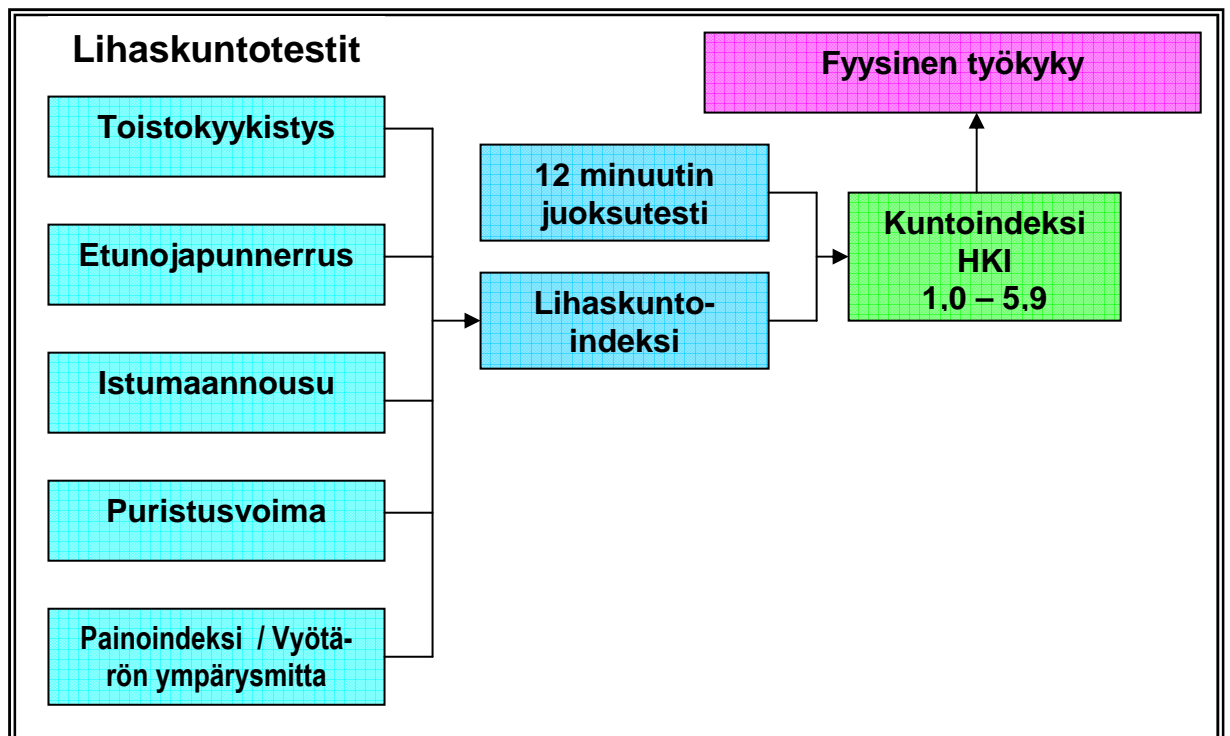 Lihaskuntotestit
Toistokyykistys
Etunojapunnerrus
Istumaannousu
Puristusvoima
Painoindeksi / Vyötä-
rön ympärysmitta
12 minuutin
juoksutesti
Lihaskunto-
indeksi
Kuntoindeksi
HKI
1,0 – 5,9
Fyysinen työkyky